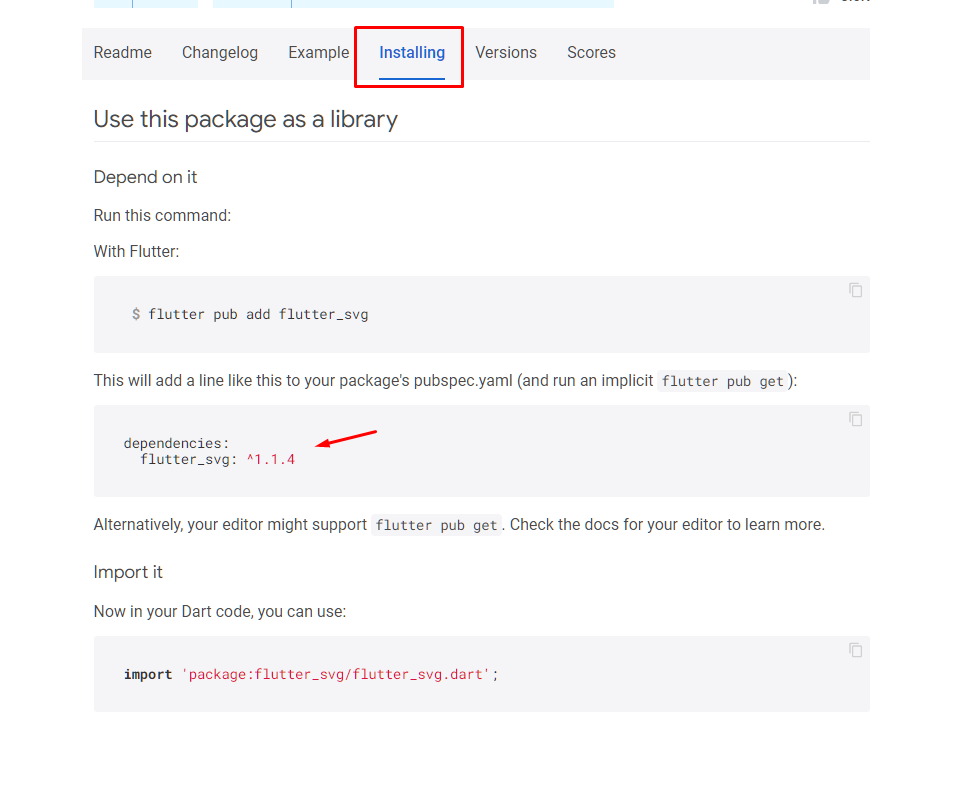 Readme Changelog Example Installing Versions Scores
Use this package as a library
Depend on it
Run this command:
With Flutter:
$ flutter pub add flutter_svg
This will add a line like this to your package's pubspec.yaml (and run an implicit flutter pub get):
dependencies:
flutter_svg: ^1.1.4
Alternatively, your editor might support flutter pub get. Check the docs for your editor to learn more.
Import it
Now in your Dart code, you can use:
import 'package:flutter_svg/flutter_svg.dart';